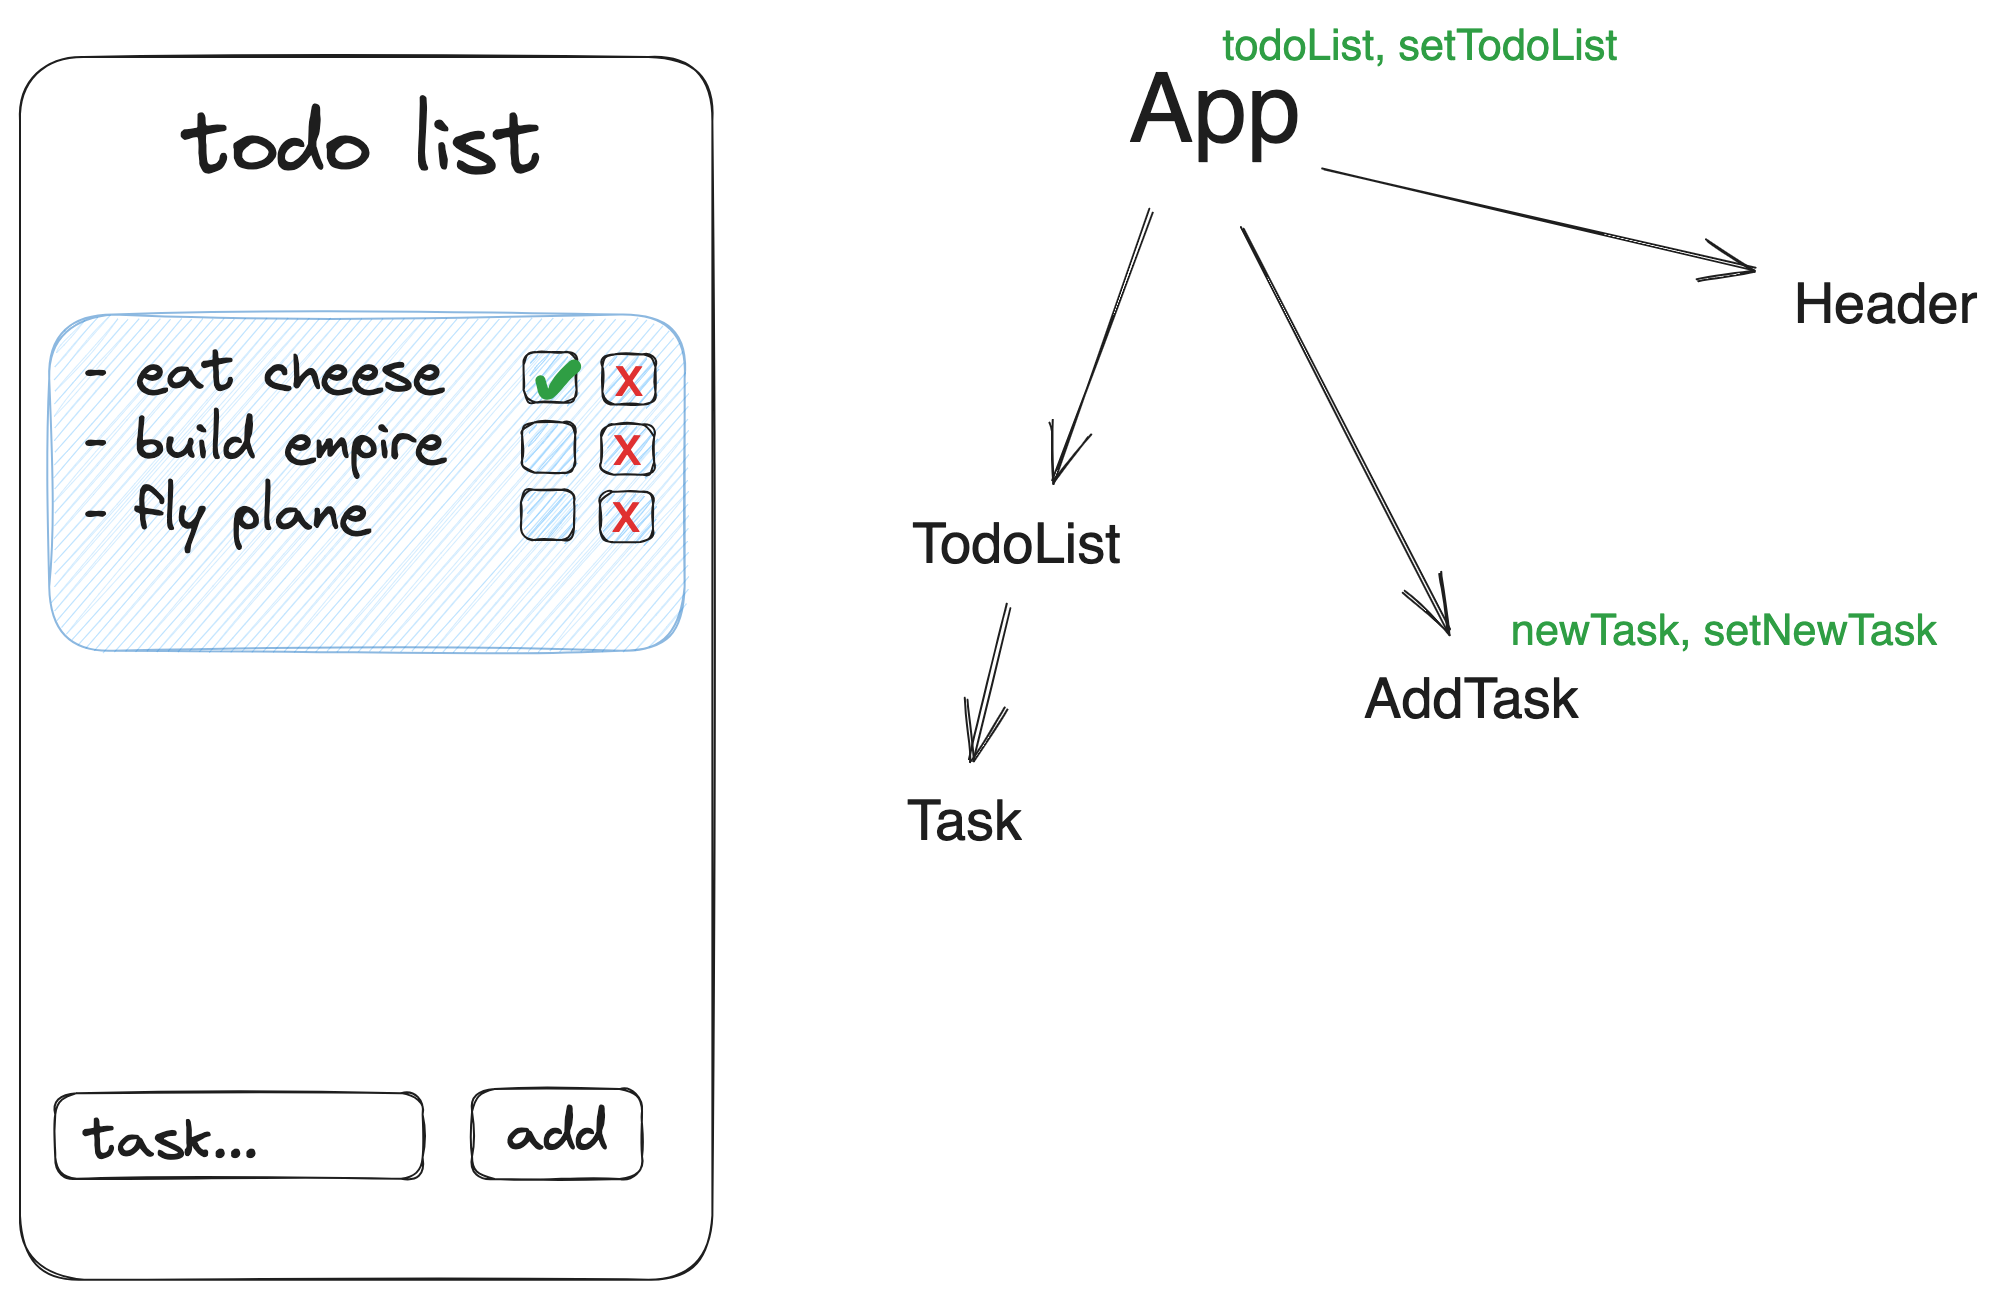 todo list
- eat cheese ✔ X
- build empire X
- fly plane X
task...
add
todoList, setTodoList
App
Header
TodoList
newTask, setNewTask
AddTask
Task